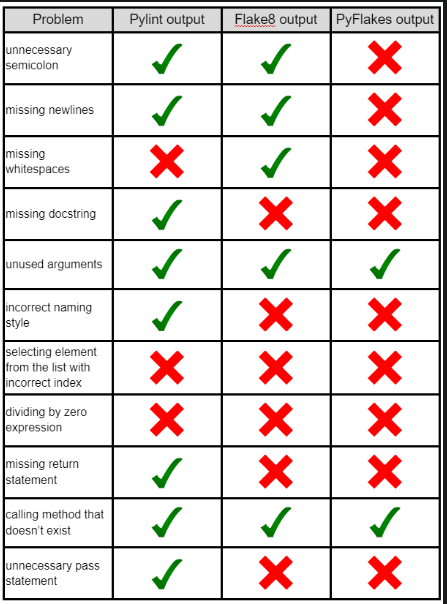 Problem Pylint output Flake8 output PyFlakes output
unnecessary
semicolon
missing newlines
missing
whitespaces
missing docstring
unused arguments
incorrect naming
style
selecting element
from the list with
incorrect index
dividing by zero
expression
missing return
statement
calling method that
doesn't exist
unnecessary pass
statement